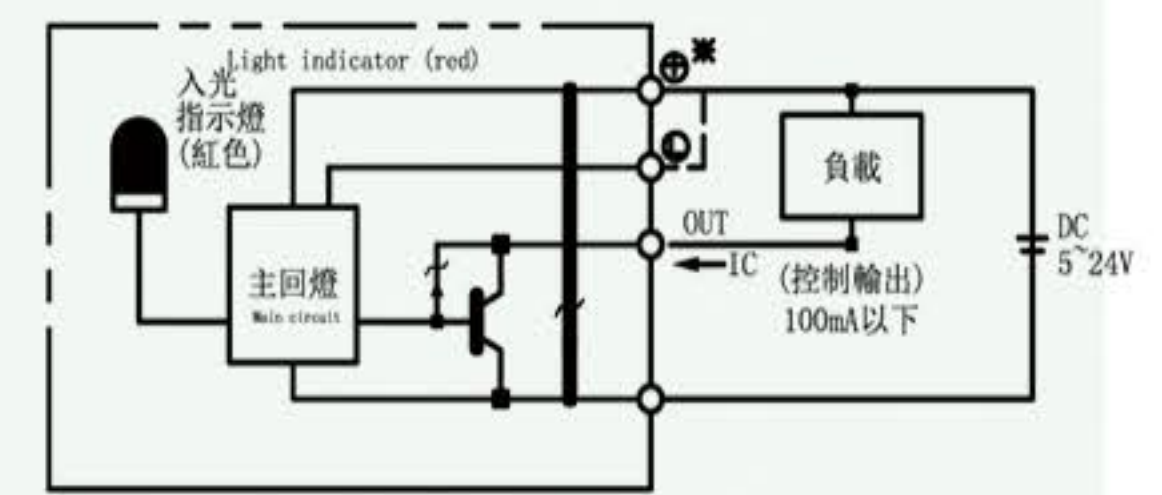 Light indicator (red)
入光
指示燈
(紅色)
主回燈
Main circuit
⊕※
L
OUT
IC
負載
(控制輸出)
100mA以下
DC
5~24V